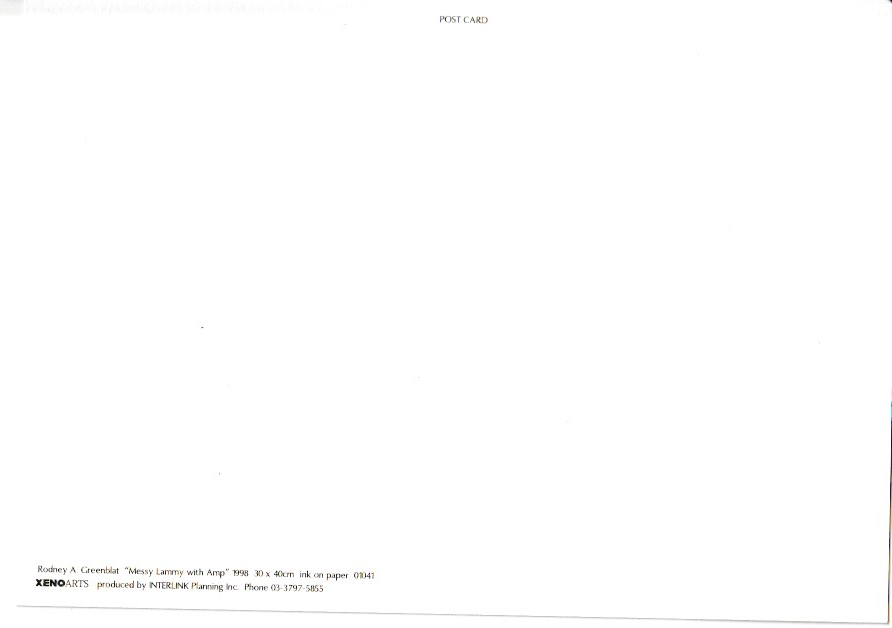 POST CARD
Rodney A. Greenblat "Messy Lammy with Amp" 1998 30 x 40cm ink on paper 01041
XENOARTS produced by INTERLINK Planning Inc. Phone 03-3797-5855